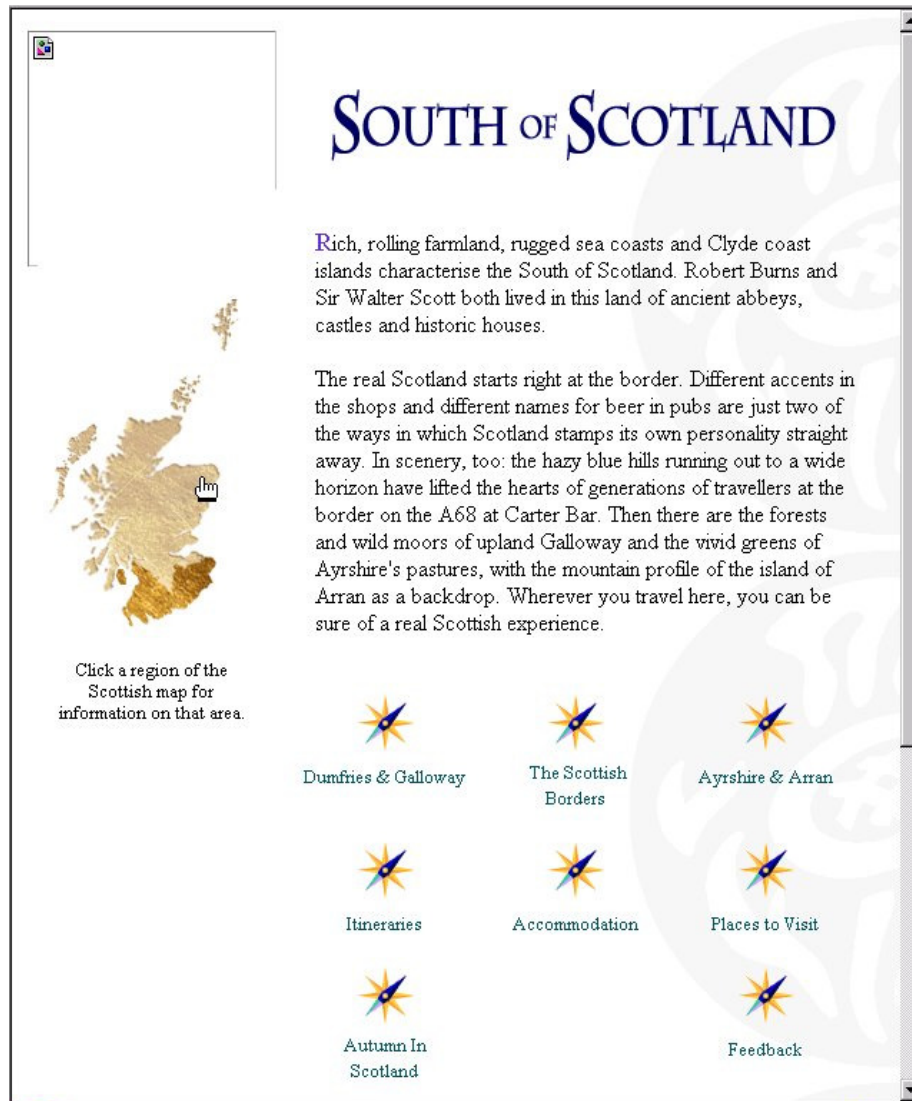 SOUTH OF SCOTLAND
Rich, rolling farmland, rugged sea coasts and Clyde coast
islands characterise the South of Scotland. Robert Burns and
Sir Walter Scott both lived in this land of ancient abbeys,
castles and historic houses.
The real Scotland starts right at the border. Different accents in
the shops and different names for beer in pubs are just two of
the ways in which Scotland stamps its own personality straight
away. In scenery, too: the hazy blue hills running out to a wide
horizon have lifted the hearts of generations of travellers at the
border on the A68 at Carter Bar. Then there are the forests
and wild moors of upland Galloway and the vivid greens of
Ayrshire's pastures, with the mountain profile of the island of
Arran as a backdrop. Wherever you travel here, you can be
sure of a real Scottish experience.
Click a region of the
Scottish map for
information on that area.
Dumfries & Galloway
The Scottish
Borders
Ayrshire & Arran
Itineraries
Accommodation
Places to Visit
Autumn In
Scotland
Feedback